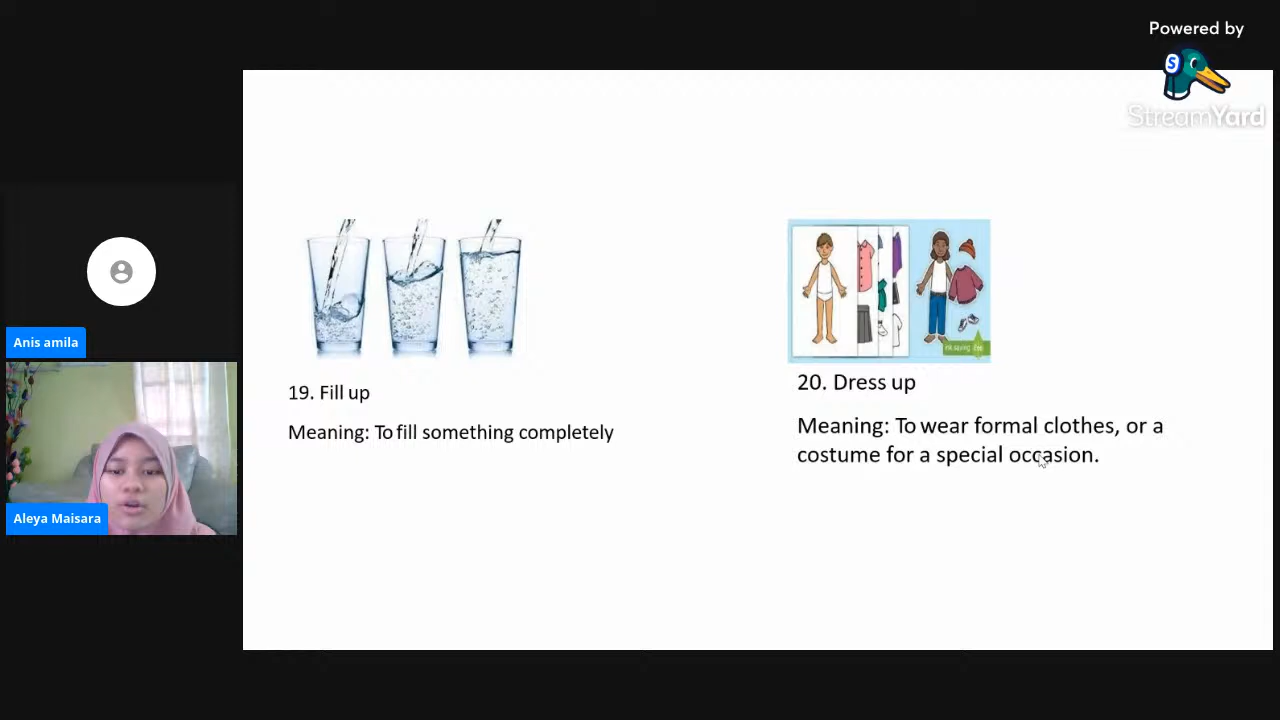 Powered by
StreamYard
Anis amila
Aleya Maisara
19. Fill up
Meaning: To fill something completely
20. Dress up
Meaning: To wear formal clothes, or a
costume for a special occasion.